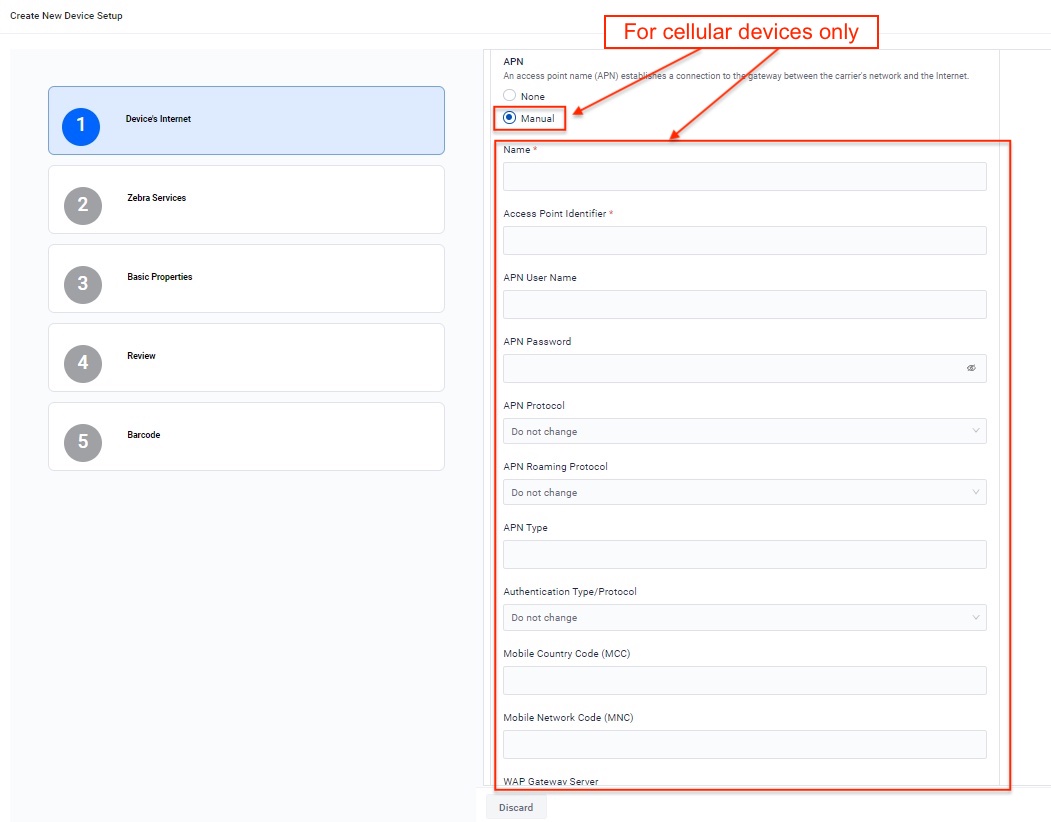 Create New Device Setup
For cellular devices only
1
Device's Internet
2
Zebra Services
3
Basic Properties
4
Review
5
Barcode
APN
An access point name (APN) establishes a connection to the gateway between the carrier's network and the Internet.
None
Manual
Name *
Access Point Identifier *
APN User Name
APN Password
APN Protocol
Do not change
APN Roaming Protocol
Do not change
APN Type
Authentication Type/Protocol
Do not change
Mobile Country Code (MCC)
Mobile Network Code (MNC)
WAP Gateway Server
Discard